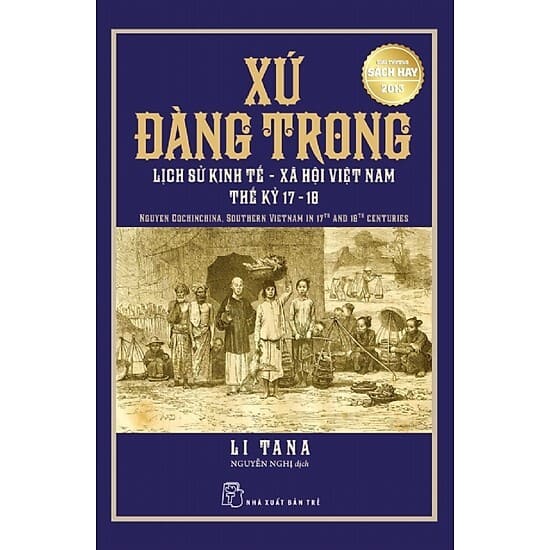 GIẢI THƯỞNG
SÁCH HAY
2013
XỨ
ĐÀNG TRONG
LỊCH SỬ KINH TẾ - XÃ HỘI VIỆT NAM
THẾ KỶ 17 - 18
NGUYEN COCHINCHINA, SOUTHERN VIETNAM IN 17TH AND 18TH CENTURIES
LI TANA
NGUYỄN NGHỊ dịch
NHÀ XUẤT BẢN TRẺ